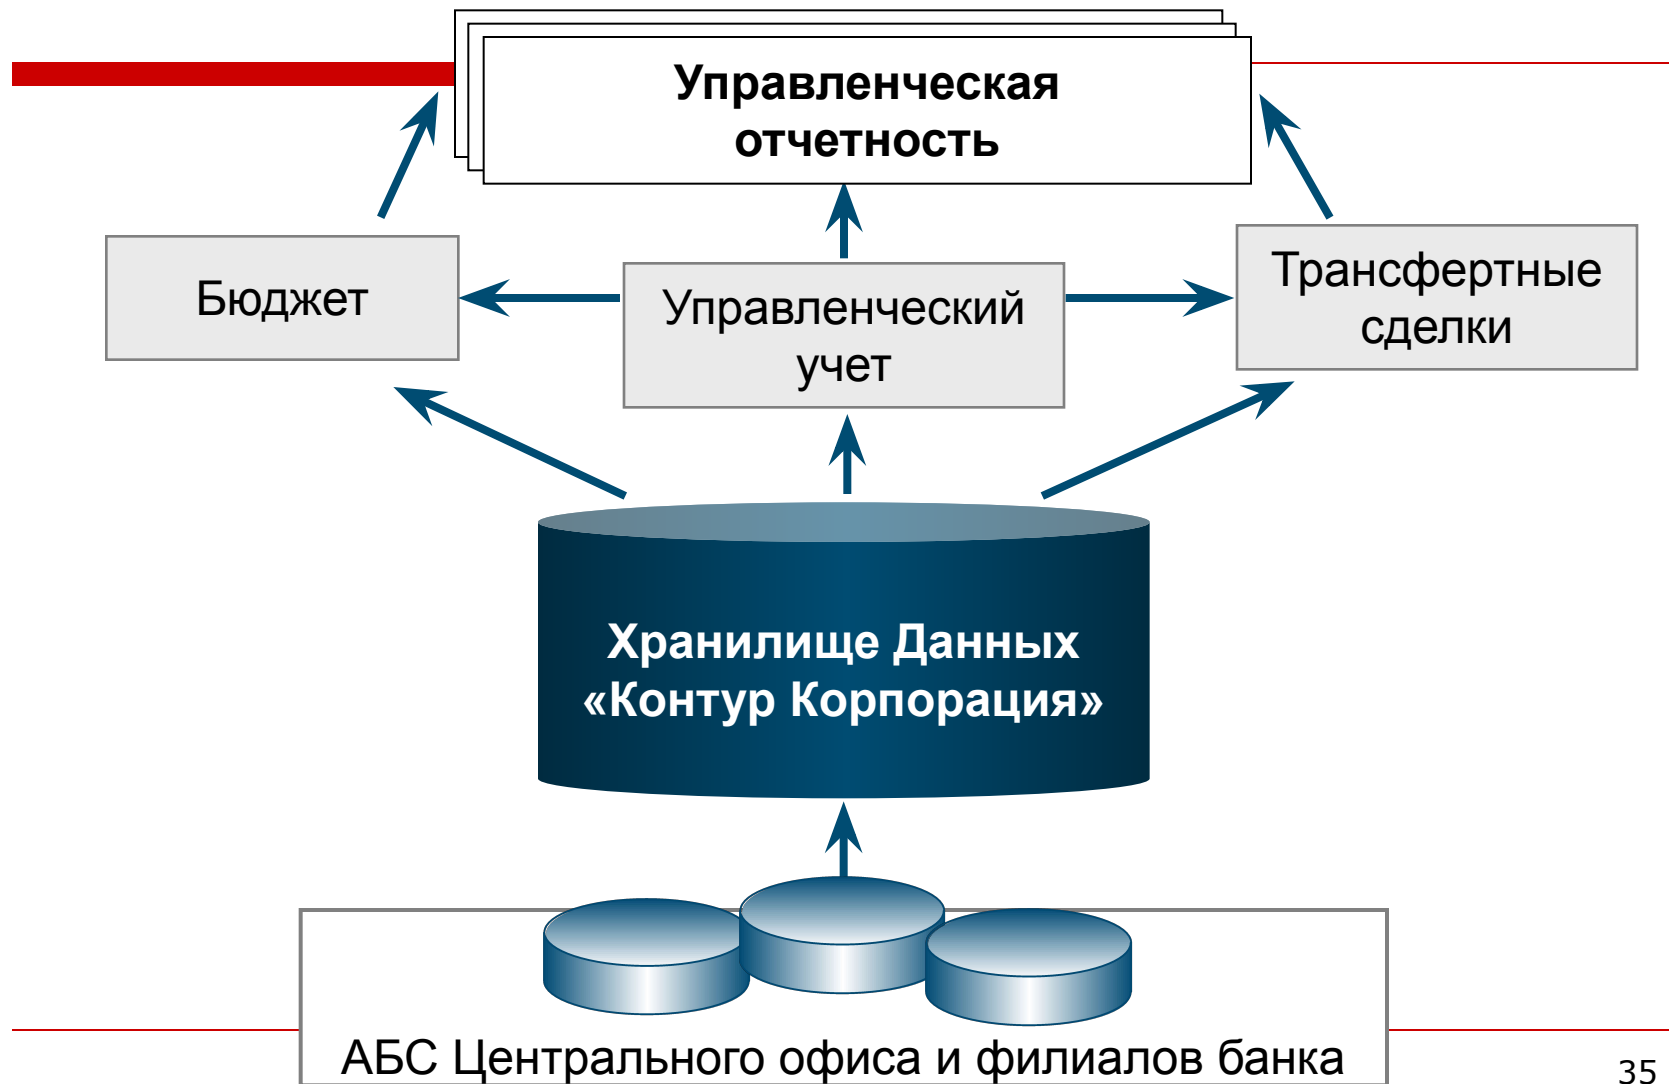 Управленческая
отчетность
Бюджет
Управленческий
учет
Трансфертные
сделки
Хранилище Данных
«Контур Корпорация»
АБС Центрального офиса и филиалов банка
35